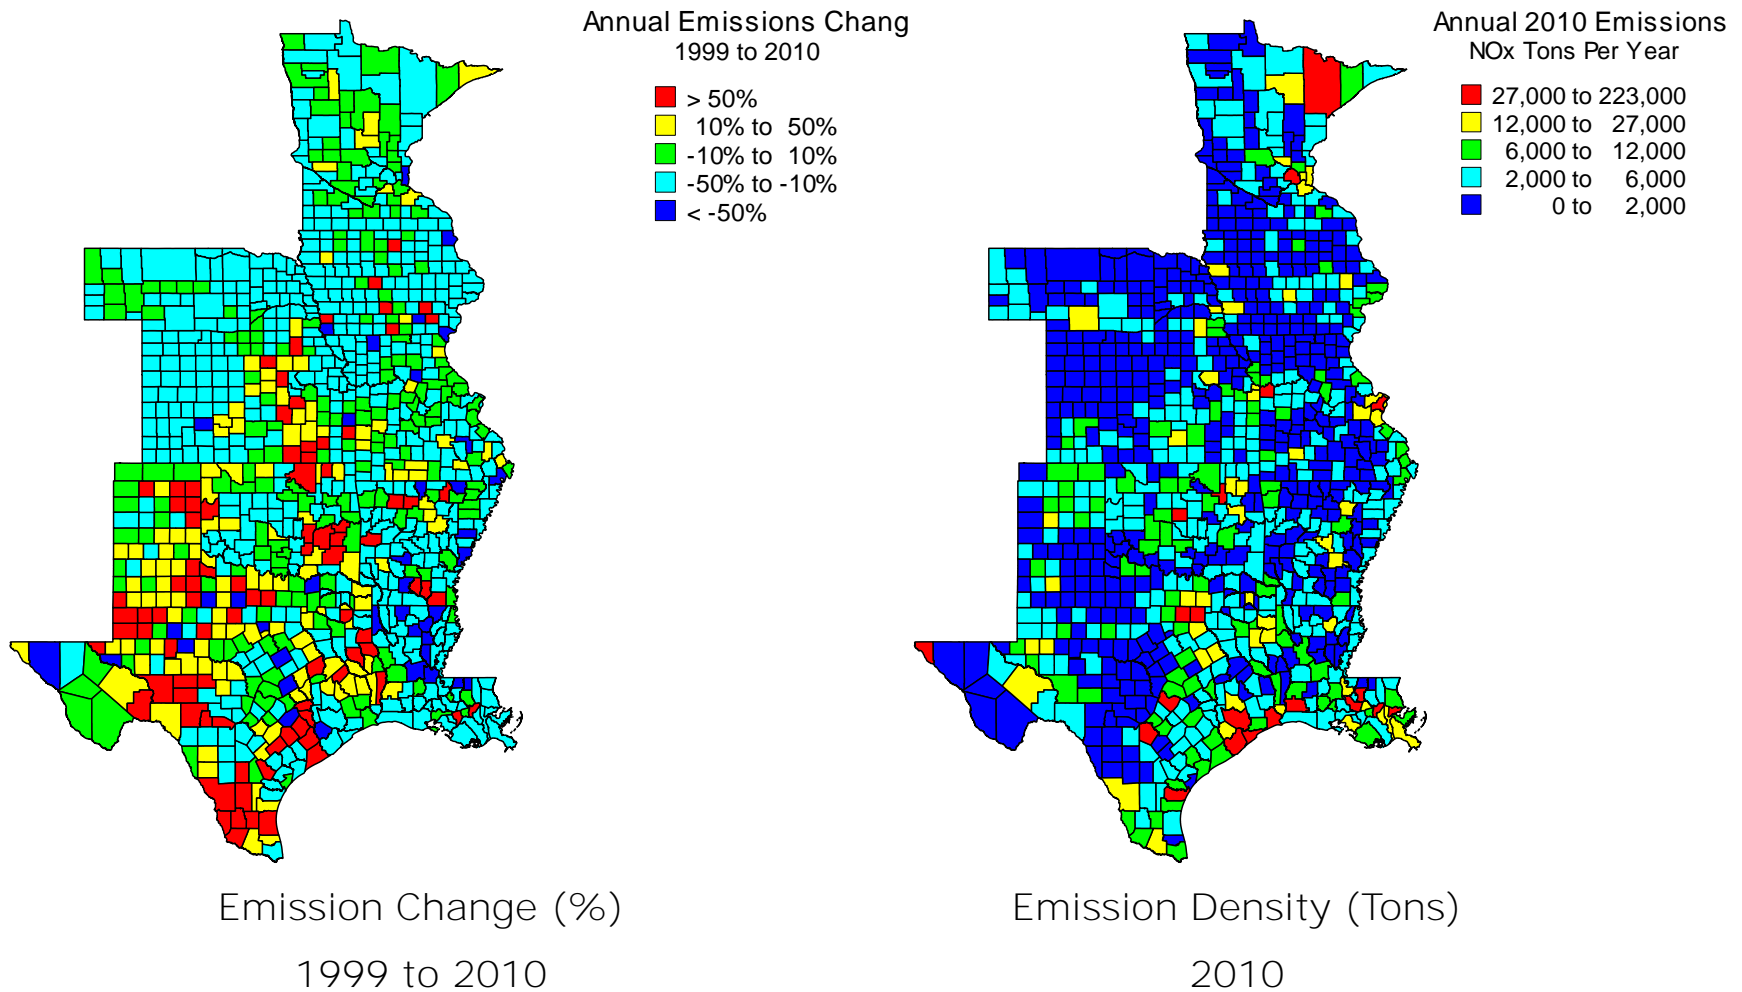 Annual Emissions Chang
1999 to 2010
> 50%
10% to 50%
-10% to 10%
-50% to -10%
< -50%
Annual 2010 Emissions
NOx Tons Per Year
27,000 to 223,000
12,000 to 27,000
6,000 to 12,000
2,000 to 6,000
0 to 2,000
Emission Change (%)
1999 to 2010
Emission Density (Tons)
2010